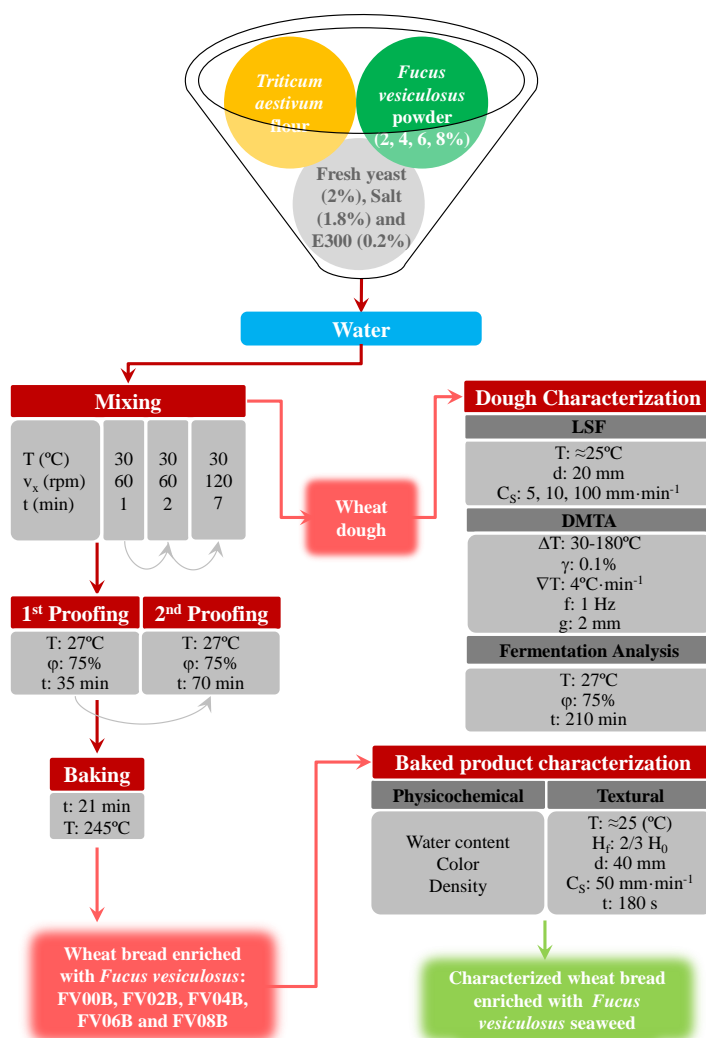 Triticum
aestivum
flour
Fucus
vesiculosus
powder
(2, 4, 6, 8%)
Fresh yeast
(2%), Salt
(1.8%) and
E300 (0.2%)
Water
Mixing
T (ºC) 30 30 30
vₓ (rpm) 60 60 120
t (min) 1 2 7
Wheat
dough
Dough Characterization
LSF
T: ≈25ºC
d: 20 mm
C_S: 5, 10, 100 mm·min⁻¹
DMTA
ΔT: 30-180ºC
γ: 0.1%
∇T: 4ºC·min⁻¹
f: 1 Hz
g: 2 mm
Fermentation Analysis
T: 27ºC
φ: 75%
t: 210 min
1st Proofing 2nd Proofing
T: 27ºC T: 27ºC
φ: 75% φ: 75%
t: 35 min t: 70 min
Baking
t: 21 min
T: 245ºC
Baked product characterization
Physicochemical Textural
Water content
Color
Density
T: ≈25 (ºC)
H_f: 2/3 H₀
d: 40 mm
C_S: 50 mm·min⁻¹
t: 180 s
Wheat bread enriched
with Fucus vesiculosus:
FV00B, FV02B, FV04B,
FV06B and FV08B
Characterized wheat bread
enriched with Fucus
vesiculosus seaweed